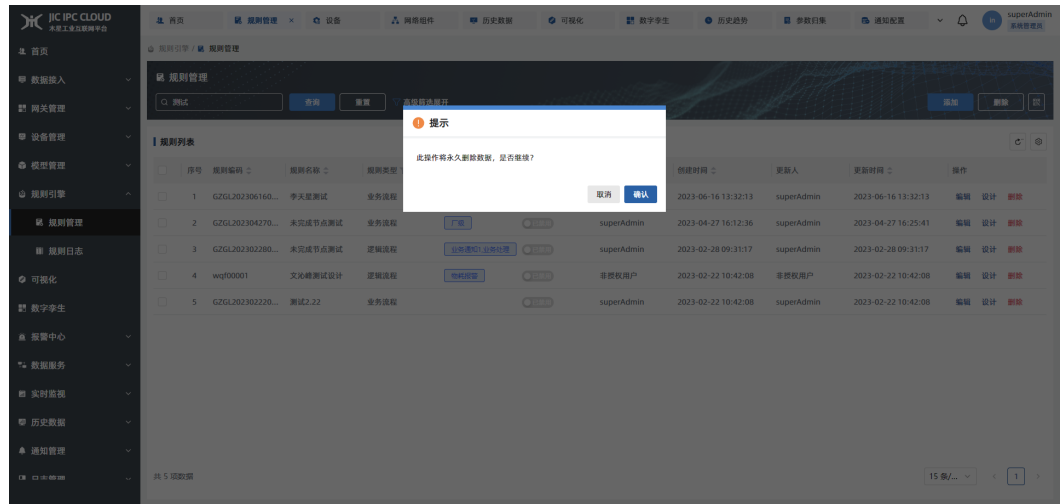 JIC IPC CLOUD
水星工业互联网平台
首页
规则管理 ×
设备
网络组件
历史数据
可视化
数字孪生
历史趋势
参数归集
通知配置
superAdmin
系统管理员
首页
数据接入
网关管理
设备管理
模型管理
规则引擎
规则管理
规则日志
可视化
数字孪生
报警中心
数据服务
实时监视
历史数据
通知管理
日志管理
规则引擎 / 规则管理
规则管理
测试
查询
重置
高级筛选展开
添加
删除
规则列表
序号 规则编码 规则名称 规则类型 创建时间 更新人 更新时间 操作
1 GZGL202306160... 李天星测试 业务流程 2023-06-16 13:32:13 superAdmin 2023-06-16 13:32:13 编辑 设计 删除
2 GZGL202304270... 未完成节点测试 业务流程 厂级 superAdmin 2023-04-27 16:12:36 superAdmin 2023-04-27 16:25:41 编辑 设计 删除
3 GZGL202302280... 未完成节点测试 逻辑流程 superAdmin 2023-02-28 09:31:17 superAdmin 2023-02-28 09:31:17 编辑 设计 删除
4 wqf00001 逻辑流程 非授权用户 2023-02-22 10:42:08 非授权用户 2023-02-22 10:42:08 编辑 设计 删除
5 GZGL202302220... 测试2.22 业务流程 superAdmin 2023-02-22 10:42:08 superAdmin 2023-02-22 10:42:08 编辑 设计 删除
提示
此操作将永久删除数据，是否继续？
取消
确认
共 5 项数据
15 条/...
1